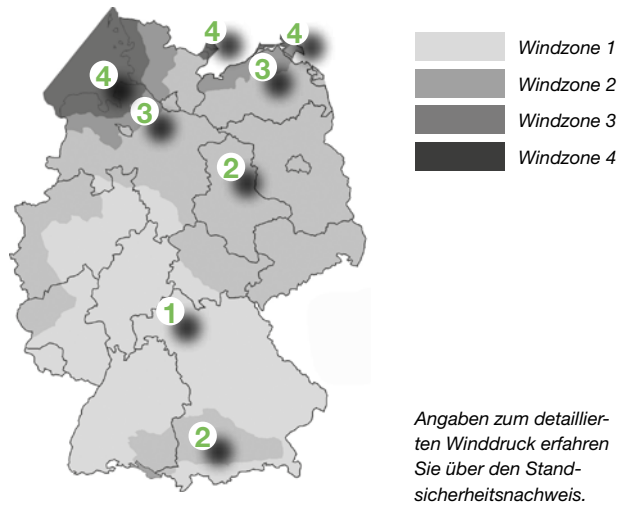 4
4
4
3
3
2
1
2
Windzone 1
Windzone 2
Windzone 3
Windzone 4
Angaben zum detaillier-
ten Winddruck erfahren
Sie über den Stand-
sicherheitsnachweis.